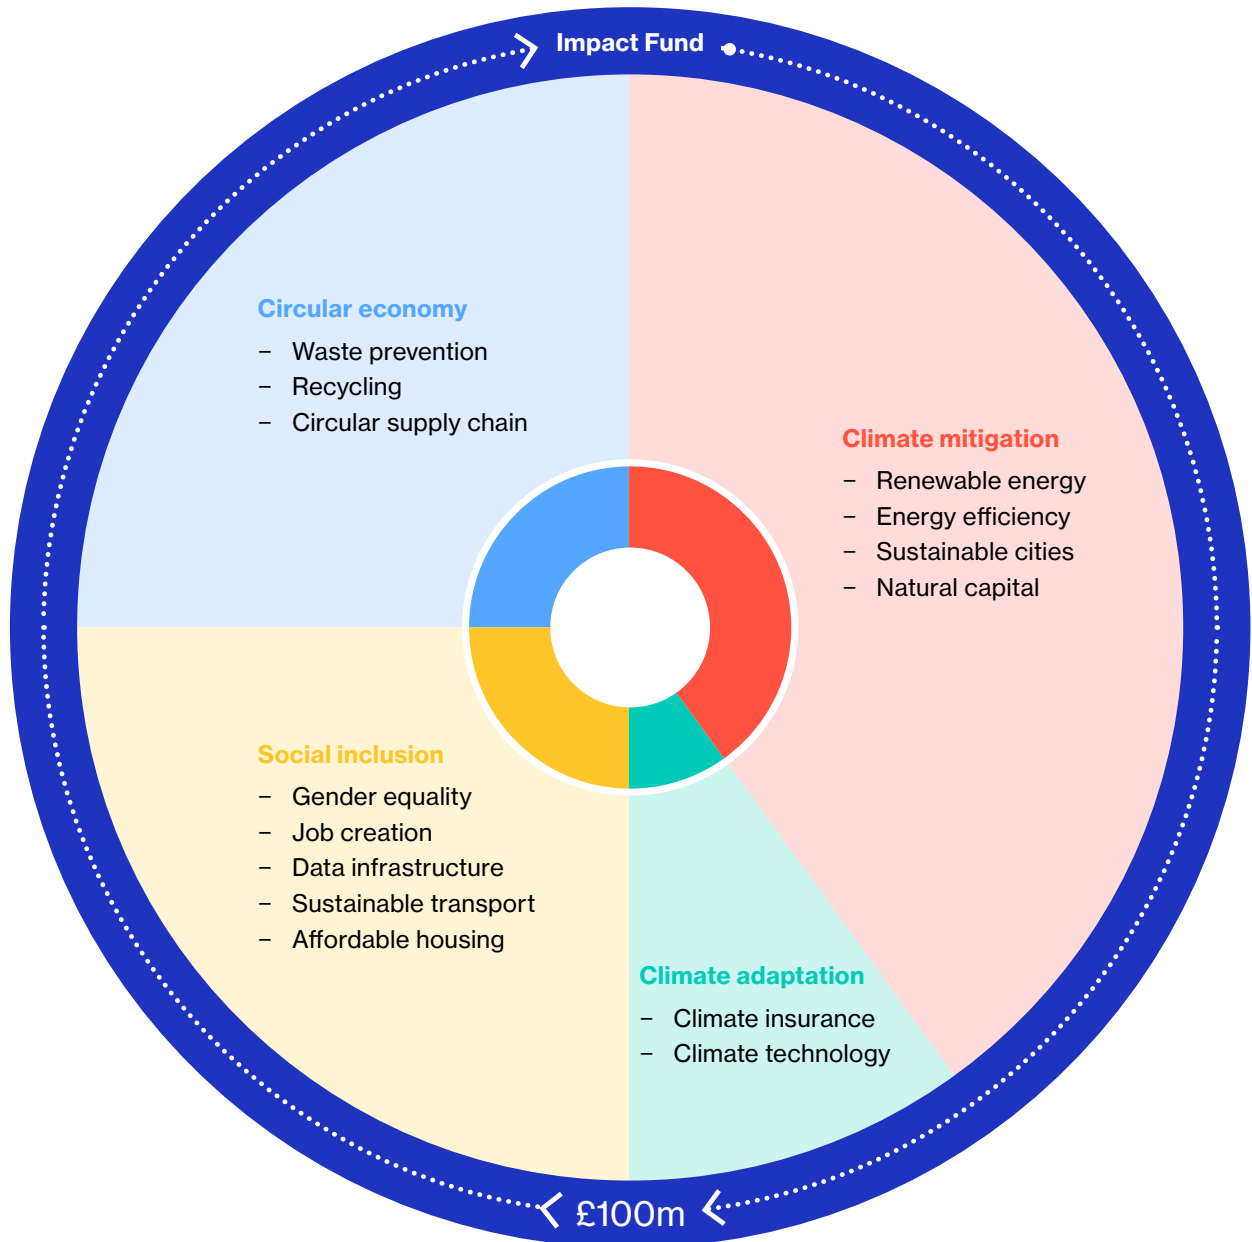 Impact Fund
Circular economy
– Waste prevention
– Recycling
– Circular supply chain
Climate mitigation
– Renewable energy
– Energy efficiency
– Sustainable cities
– Natural capital
Social inclusion
– Gender equality
– Job creation
– Data infrastructure
– Sustainable transport
– Affordable housing
Climate adaptation
– Climate insurance
– Climate technology
£100m